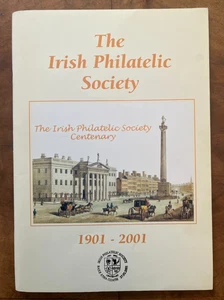 The
Irish Philatelic
Society
The Irish Philatelic Society
Centenary
1901 - 2001